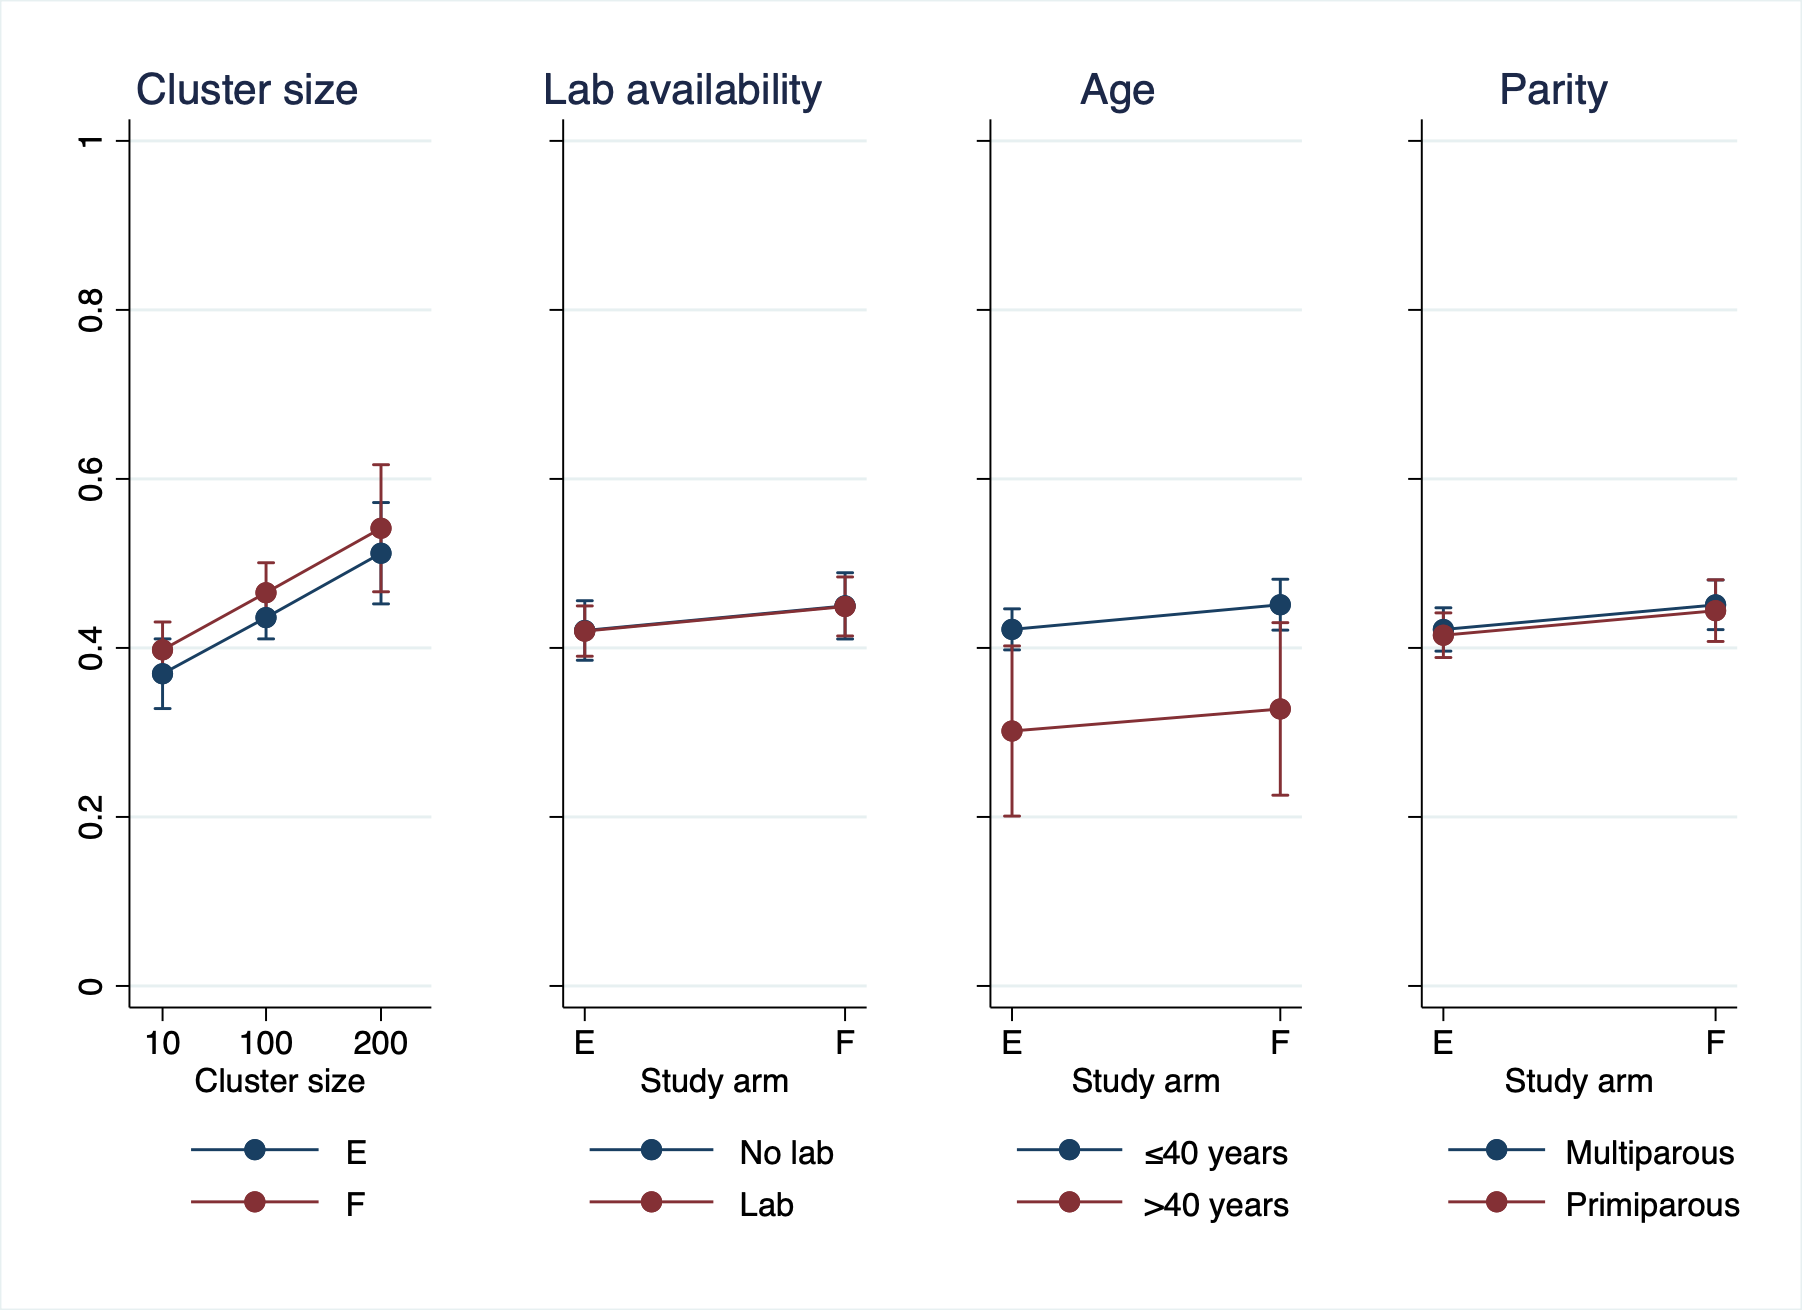 Cluster size
Lab availability
Age
Parity
1
0.8
0.6
0.4
0.2
0
10 100 200
Cluster size
E
F
E F
Study arm
No lab
Lab
E F
Study arm
≤40 years
>40 years
E F
Study arm
Multiparous
Primiparous